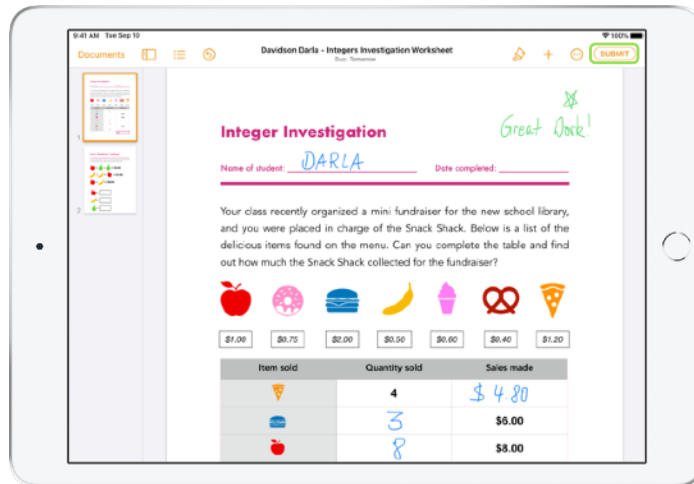 9:41 AM Tue Sep 10
100%
Documents
Davidson Darla - Integers Investigation Worksheet
Due: Tomorrow
SUBMIT
1
2
Great Work!
Integer Investigation
Name of student: DARLA
Date completed:
Your class recently organized a mini fundraiser for the new school library,
and you were placed in charge of the Snack Shack. Below is a list of the
delicious items found on the menu. Can you complete the table and find
out how much the Snack Shack collected for the fundraiser?
$1.00 $0.75 $2.00 $0.50 $0.60 $0.40 $1.20
Item sold Quantity sold Sales made
4 $4.80
3 $6.00
8 $8.00